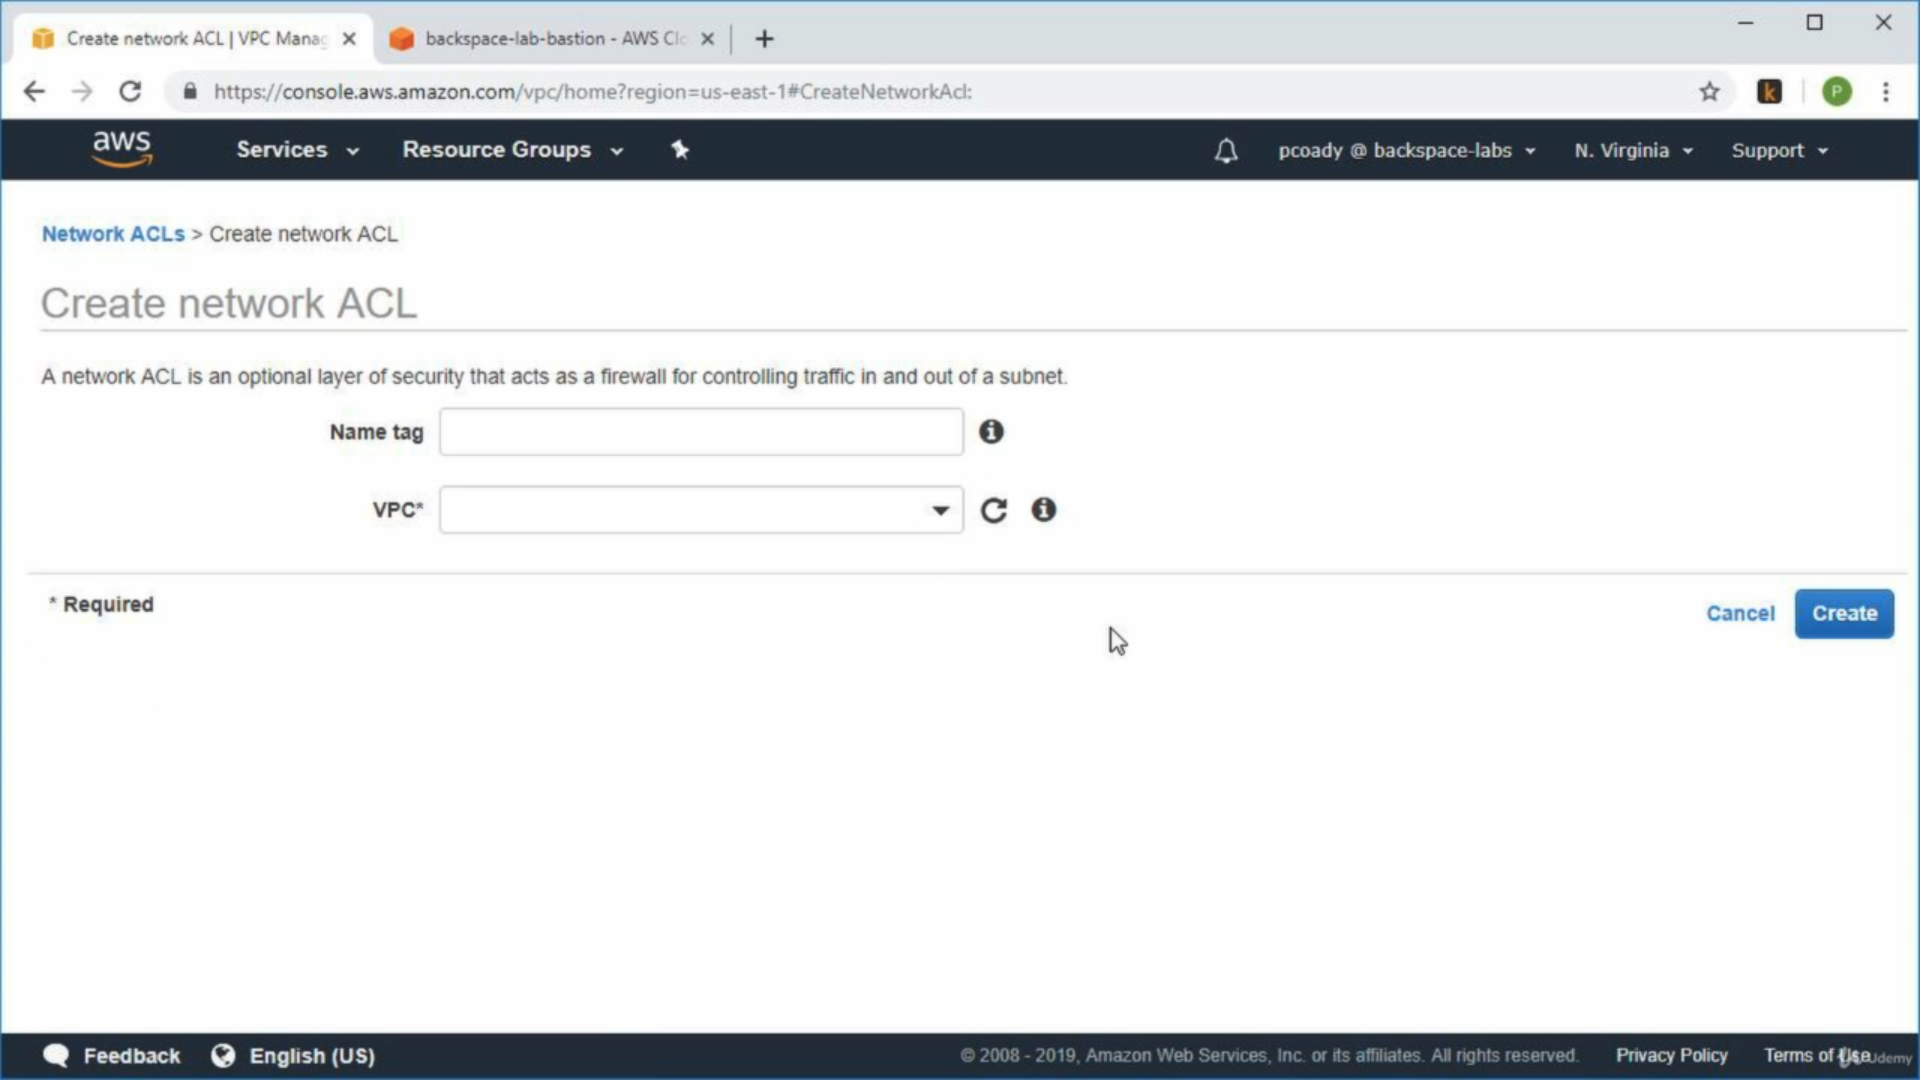 Create network ACL | VPC Manag
backspace-lab-bastion - AWS Clo
https://console.aws.amazon.com/vpc/home?region=us-east-1#CreateNetworkAcl:
k
P
aws
Services
Resource Groups
pcoady @ backspace-labs
N. Virginia
Support
Network ACLs > Create network ACL
Create network ACL
A network ACL is an optional layer of security that acts as a firewall for controlling traffic in and out of a subnet.
Name tag
VPC*
* Required
Cancel
Create
Feedback
English (US)
© 2008 - 2019, Amazon Web Services, Inc. or its affiliates. All rights reserved.
Privacy Policy
Terms of Use
Udemy